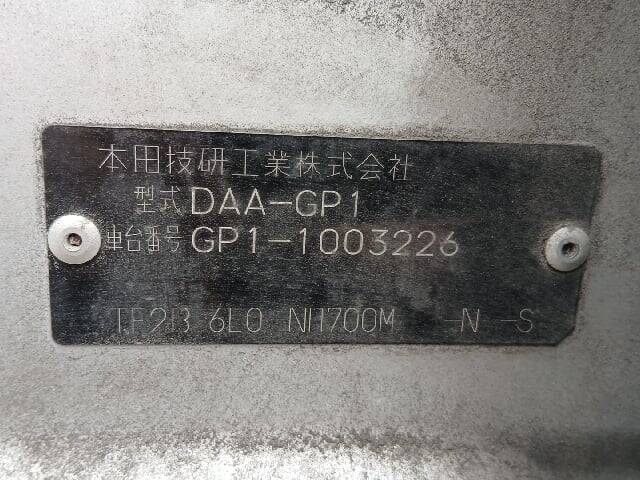 本田技研工業株式会社
型式 DAA-GP1
車台番号 GP1-1003226
6L0 NH700M -N -S